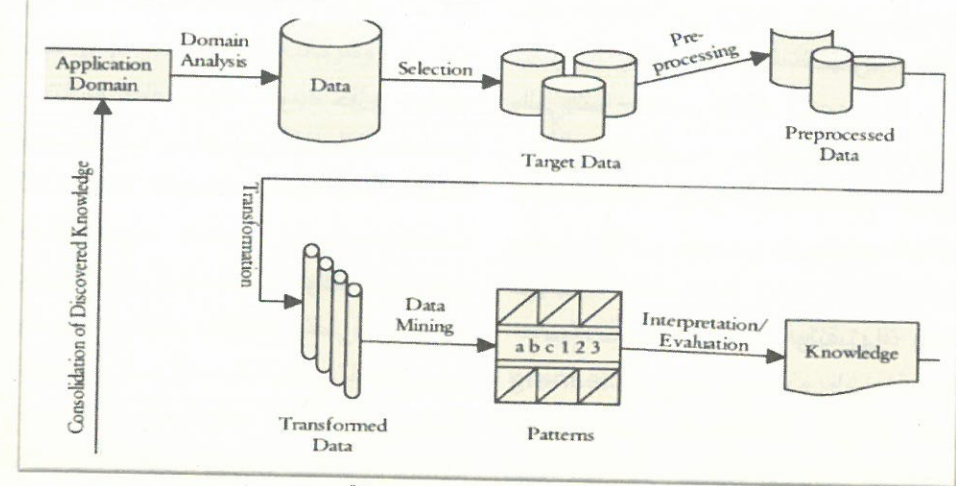 Application
Domain
Domain
Analysis
Data
Selection
Target Data
Pre-
processing
Preprocessed
Data
Transformation
Consolidation of Discovered Knowledge
Transformed
Data
Data
Mining
a b c 1 2 3
Patterns
Interpretation/
Evaluation
Knowledge